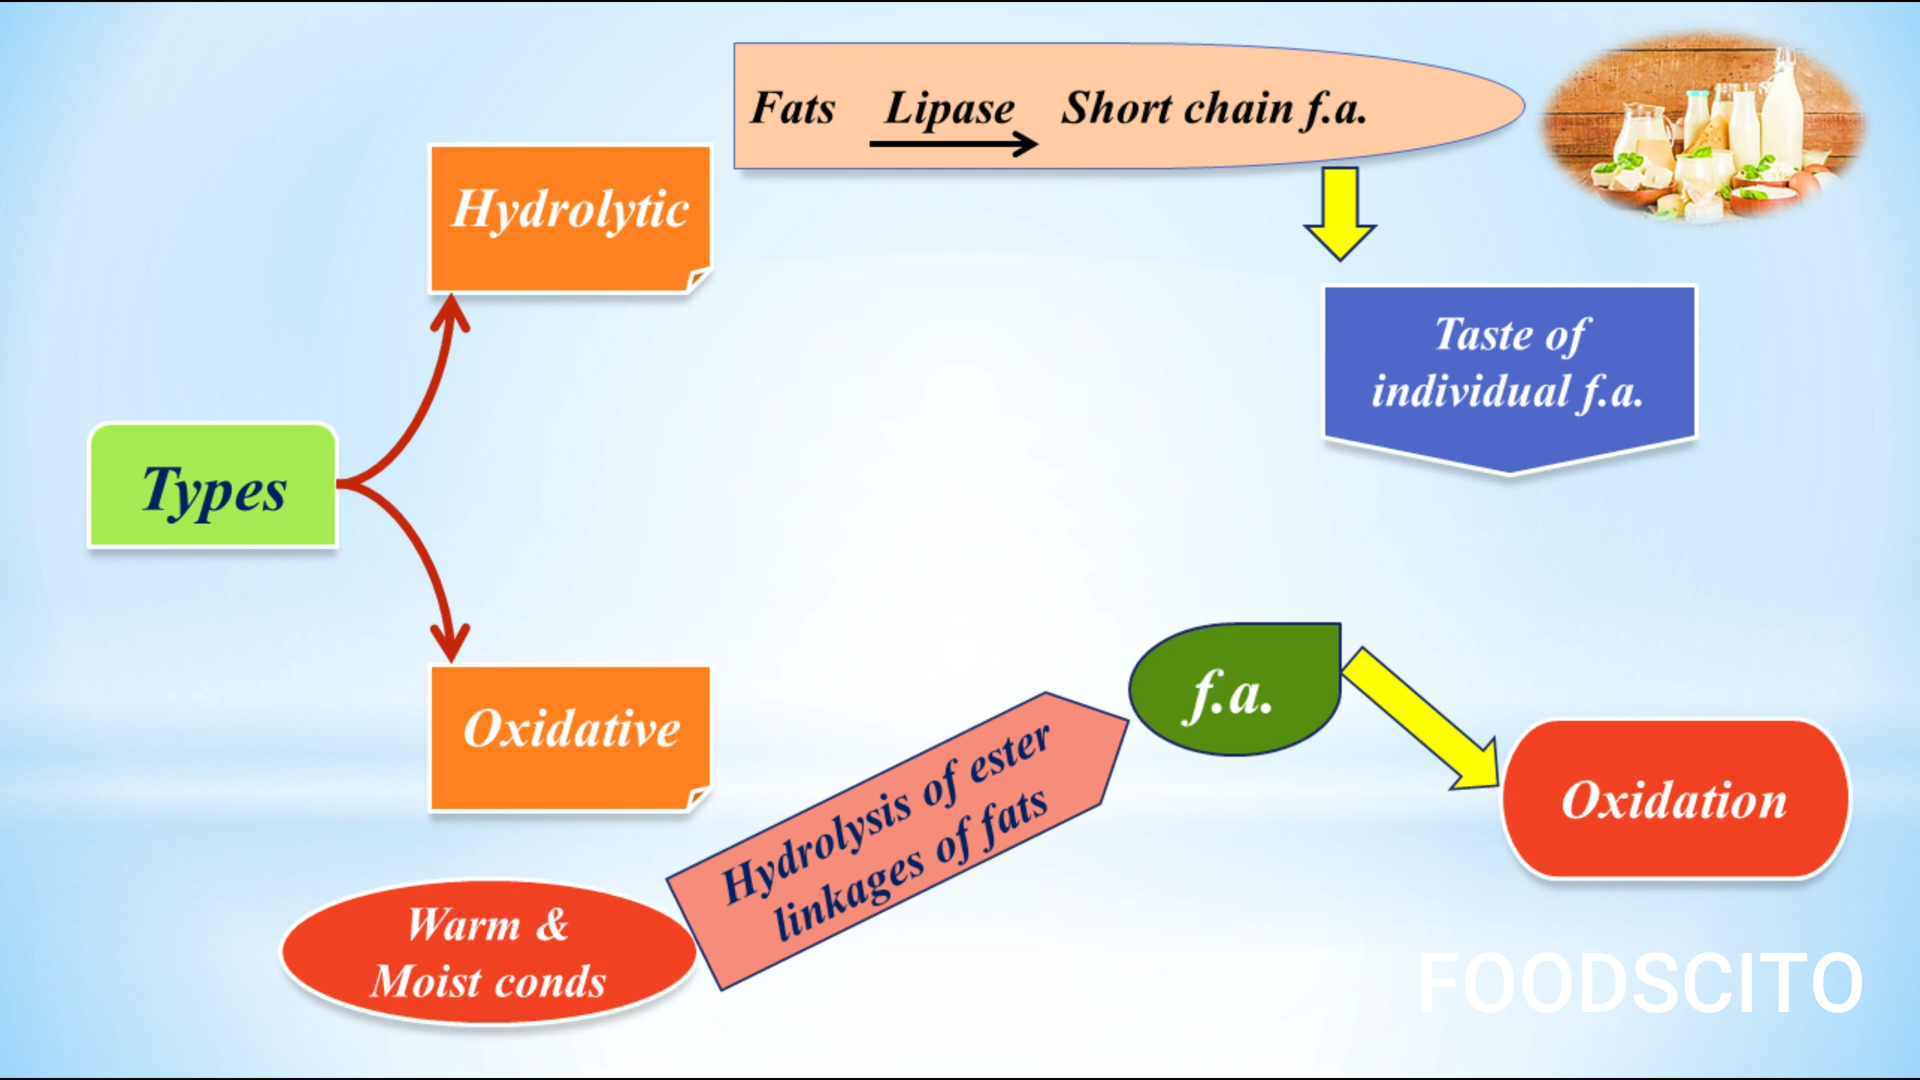 Fats Lipase Short chain f.a.
Hydrolytic
Taste of
individual f.a.
Types
f.a.
Oxidative
Hydrolysis of ester
linkages of fats
Oxidation
Warm &
Moist conds
FOODSCITO